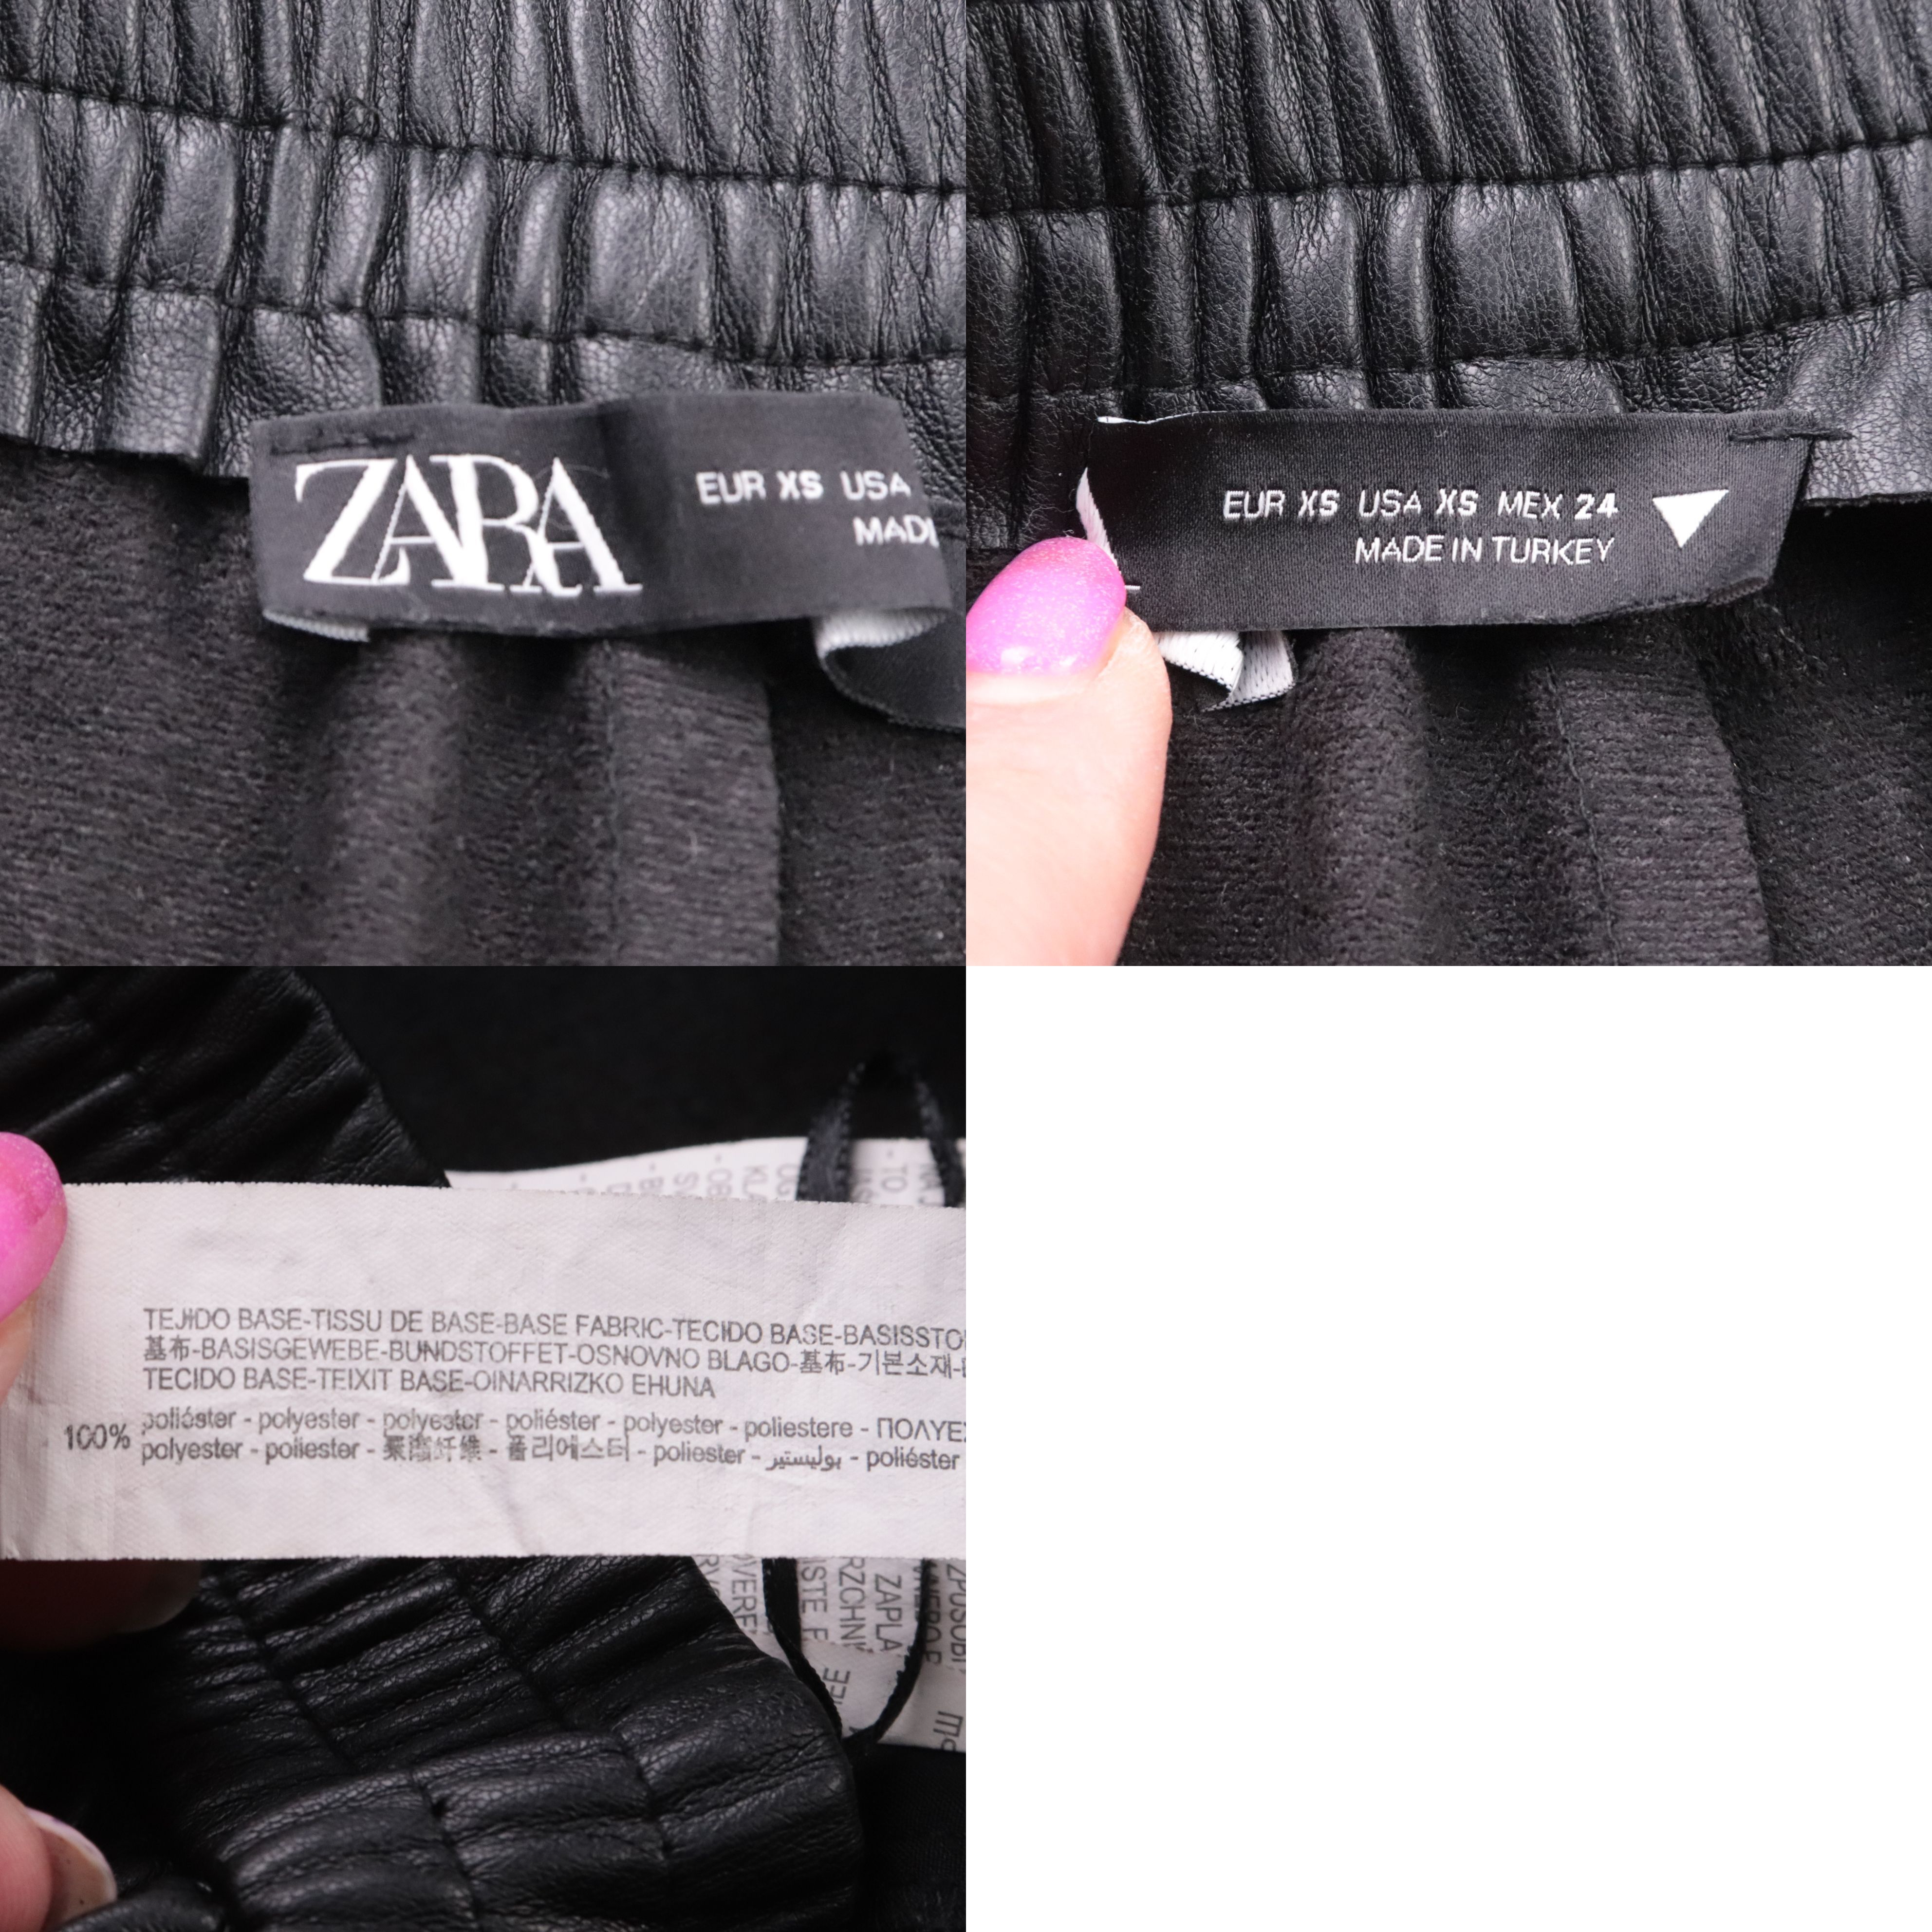 ZARA
EUR XS USA
MADE
EUR XS USA XS MEX 24
MADE IN TURKEY
TEJIDO BASE-TISSU DE BASE-BASE FABRIC-TECIDO BASE-BASISSTO
基布-BASISGEWEBE-BUNDSTOFFET-OSNOVNO BLAGO-基布-기본소재-
TECIDO BASE-TEIXIT BASE-OINARRIZKO EHUNA
100% poliéster - polyester - polyester - poliéster - polyester - poliestere - ΠΟΛΥΕΣ
polyester - poliester - 聚酯纤维 - 폴리에스터 - poliester - بوليستير - poliéster
ZAPLA